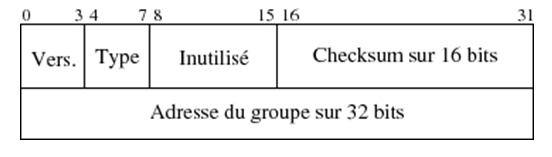 0 3 4 7 8 15 16 31
Vers. Type Inutilisé Checksum sur 16 bits
Adresse du groupe sur 32 bits